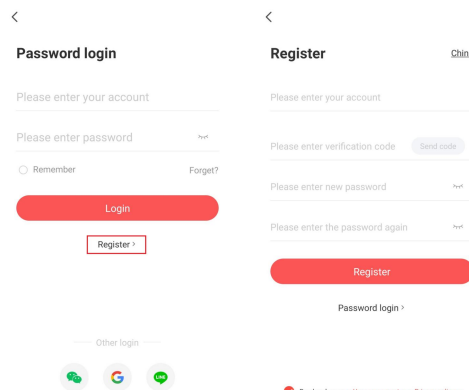 Password login
Please enter your account
Please enter password
Remember
Forget?
Login
Register >
Other login
LINE
Register
Chin
Please enter your account
Please enter verification code
Send code
Please enter new password
Please enter the password again
Register
Password login >